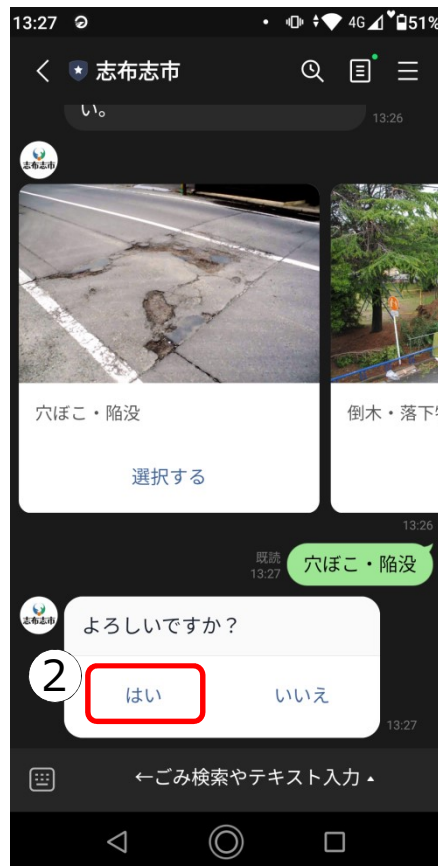 13:27 4G 51%
志布志市
い。
13:26
志布志市
穴ぼこ・陥没
選択する
倒木・落下
13:26
既読
13:27
穴ぼこ・陥没
志布志市
よろしいですか?
2
はい
いいえ
13:27
←ごみ検索やテキスト入力